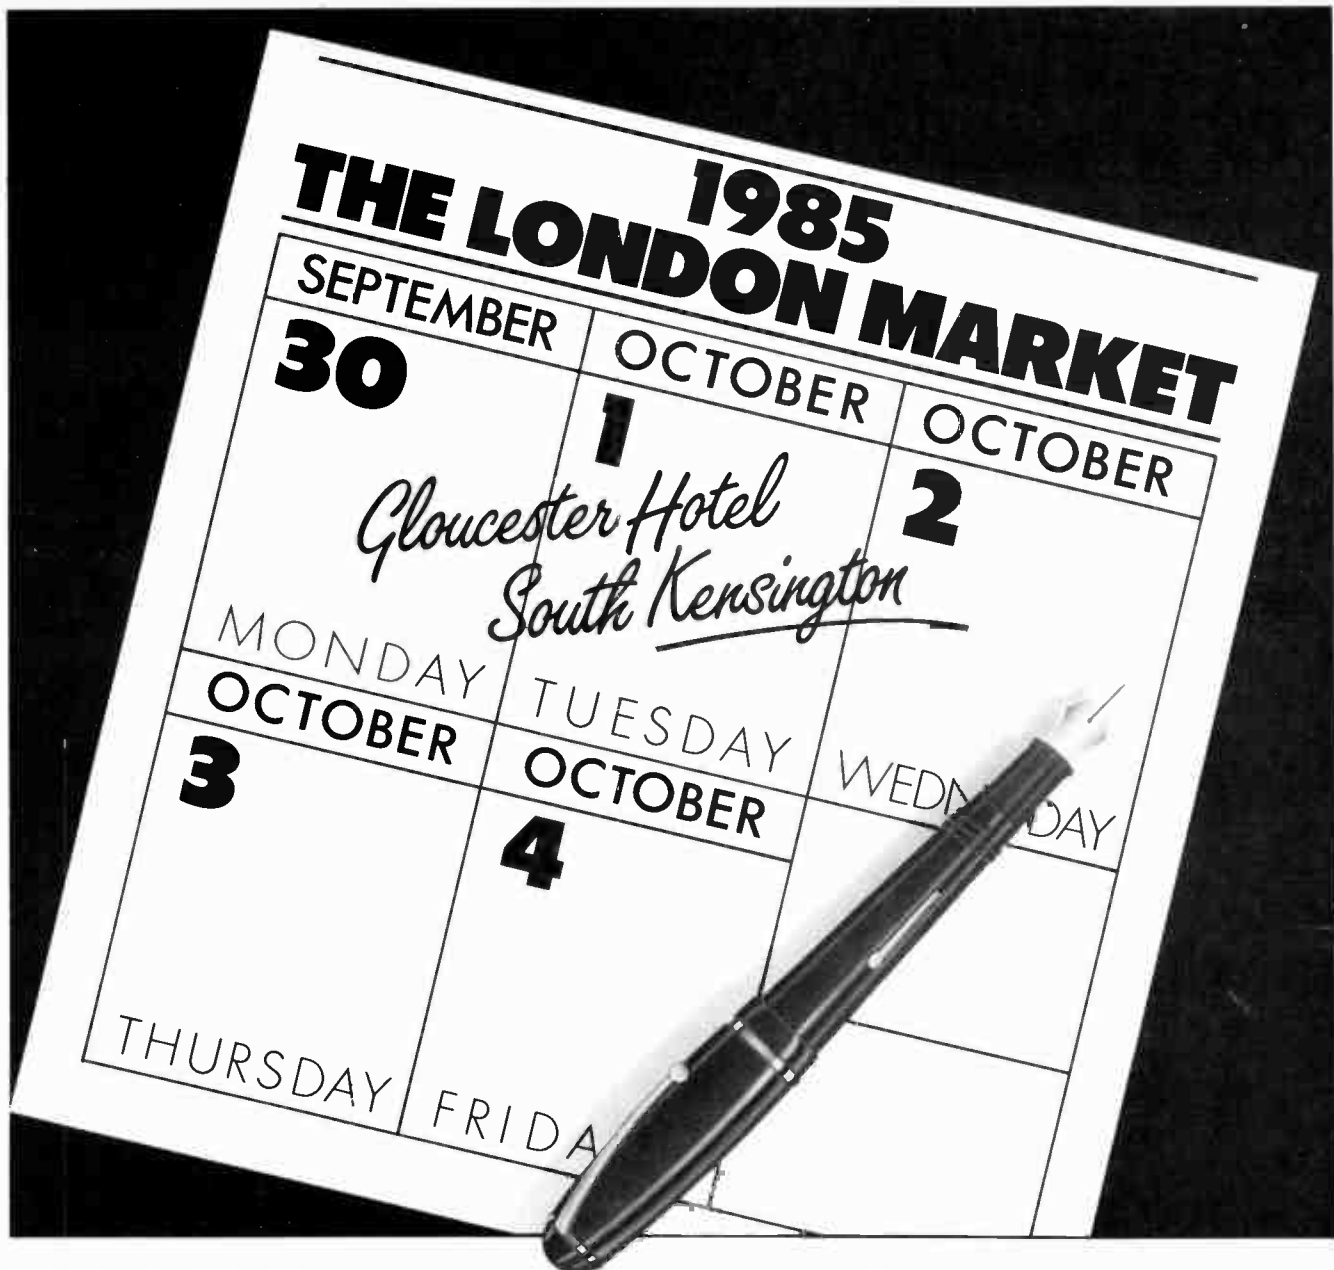 1985
THE LONDON MARKET
SEPTEMBER
30
MONDAY
OCTOBER
1
TUESDAY
OCTOBER
2
Gloucester Hotel
South Kensington
OCTOBER
3
THURSDAY
OCTOBER
4